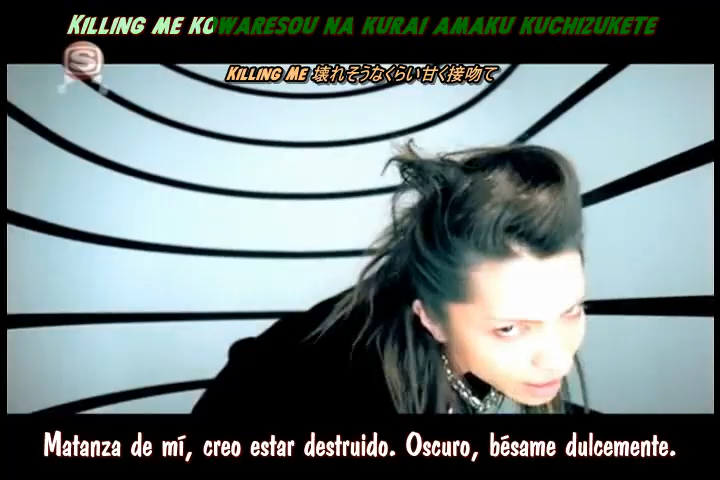 KILLING ME KOWARESOU NA KURAI AMAKU KUCHIZUKETE
S
KILLING ME 壊れそうなくらい甘く接吻て
Matanza de mí, creo estar destruido. Oscuro, bésame dulcemente.